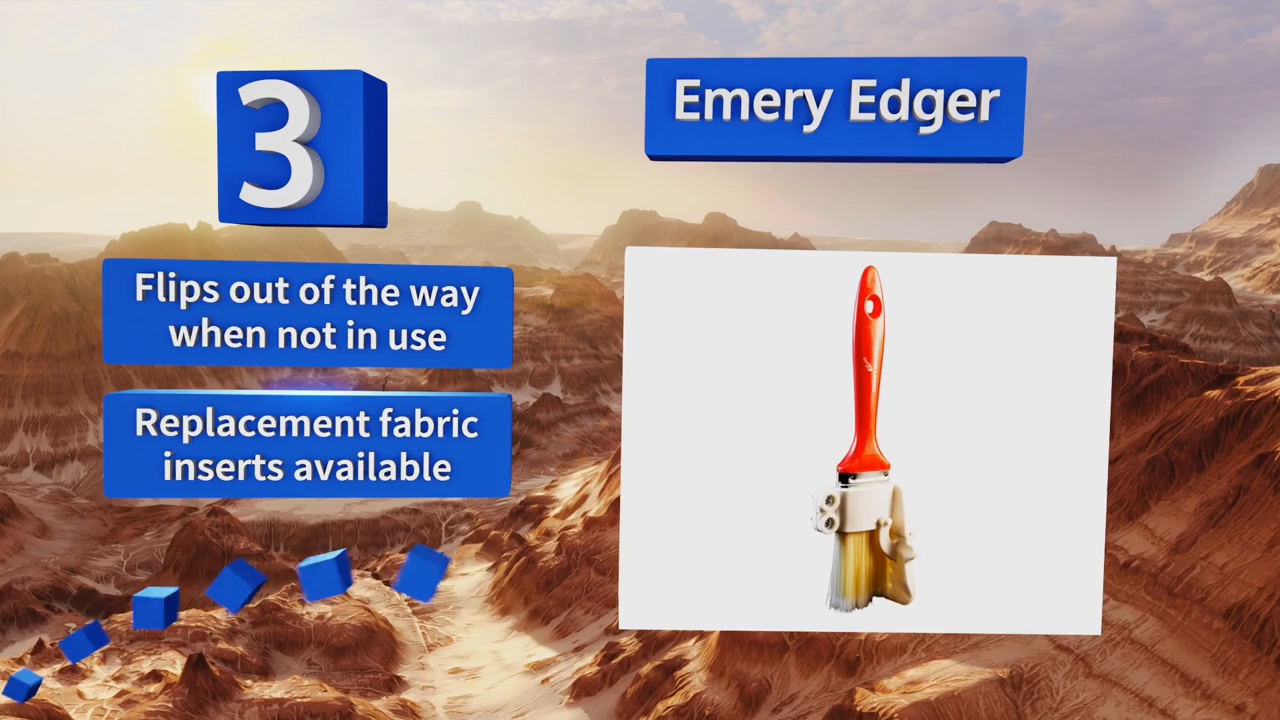 3
Emery Edger
Flips out of the way
when not in use
Replacement fabric
inserts available